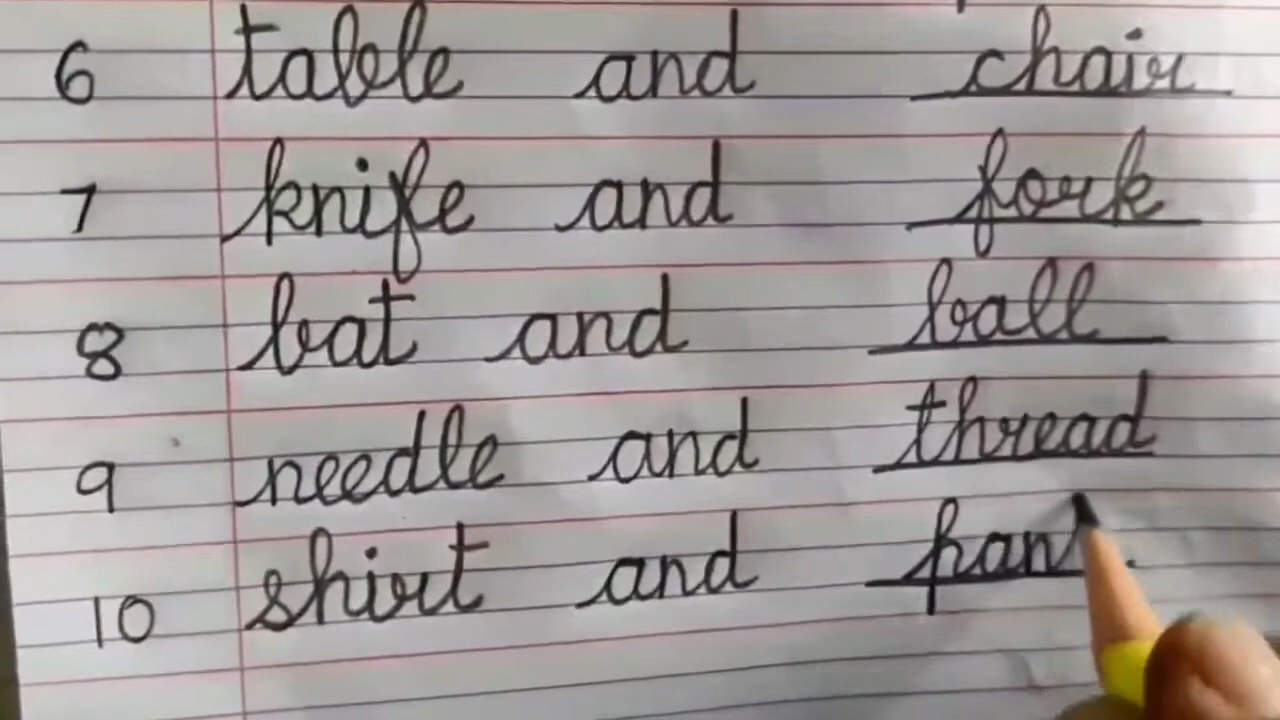 6 table and chair
7 knife and fork
8 bat and ball
9 needle and thread
10 shirt and pan